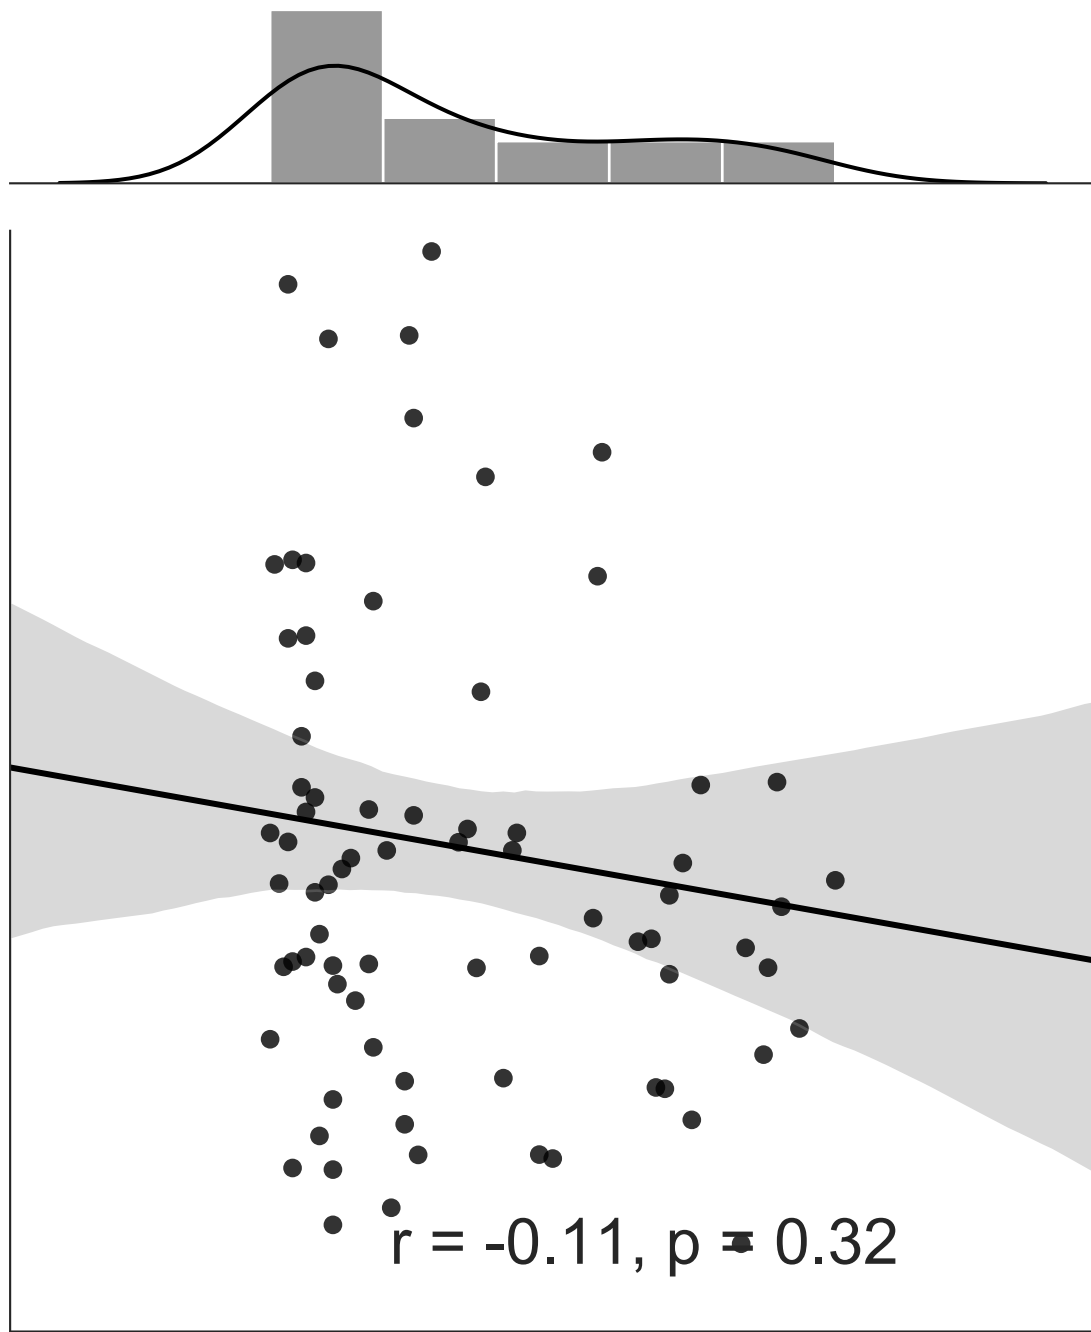 r = -0.11, p = 0.32